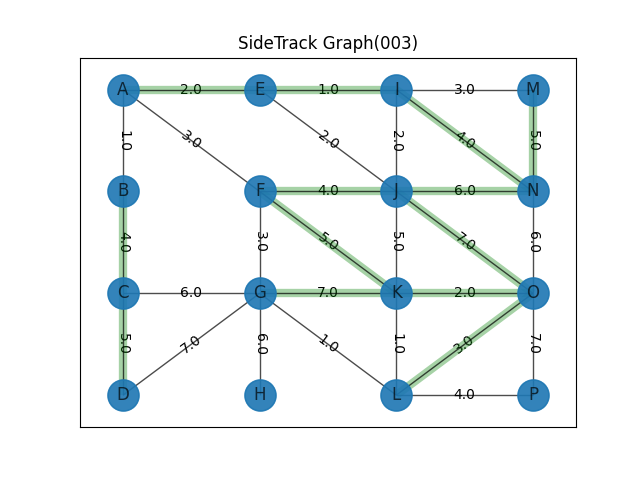 SideTrack Graph(003)
A 2.0 E 1.0 I 3.0 M
1.0 3.0 2.0 2.0 4.0 5.0
B F 4.0 J 6.0 N
4.0 3.0 5.0 5.0 7.0 6.0
C 6.0 G 7.0 K 2.0 O
5.0 7.0 6.0 1.0 1.0 3.0 7.0
D H L 4.0 P